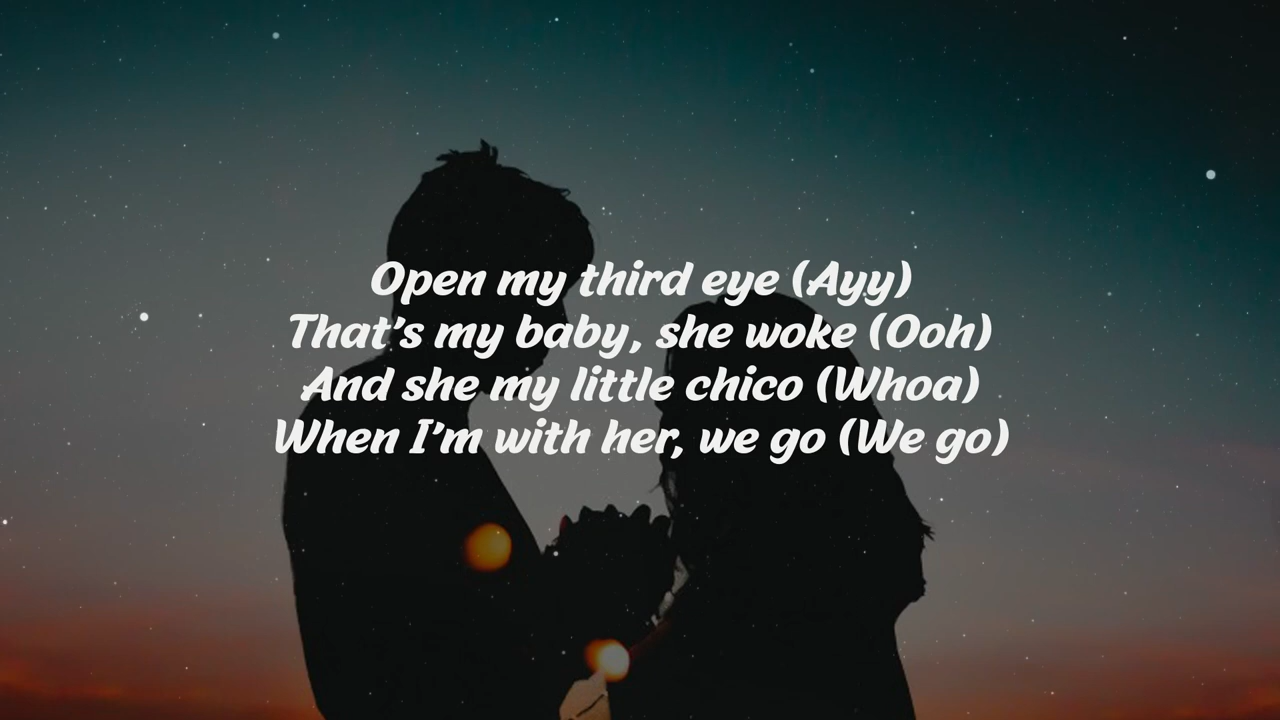 Open my third eye (Ayy)
That's my baby, she woke (Ooh)
And she my little chico (Whoa)
When I'm with her, we go (We go)